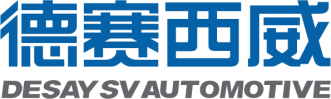 德赛西威
DESAY SV AUTOMOTIVE